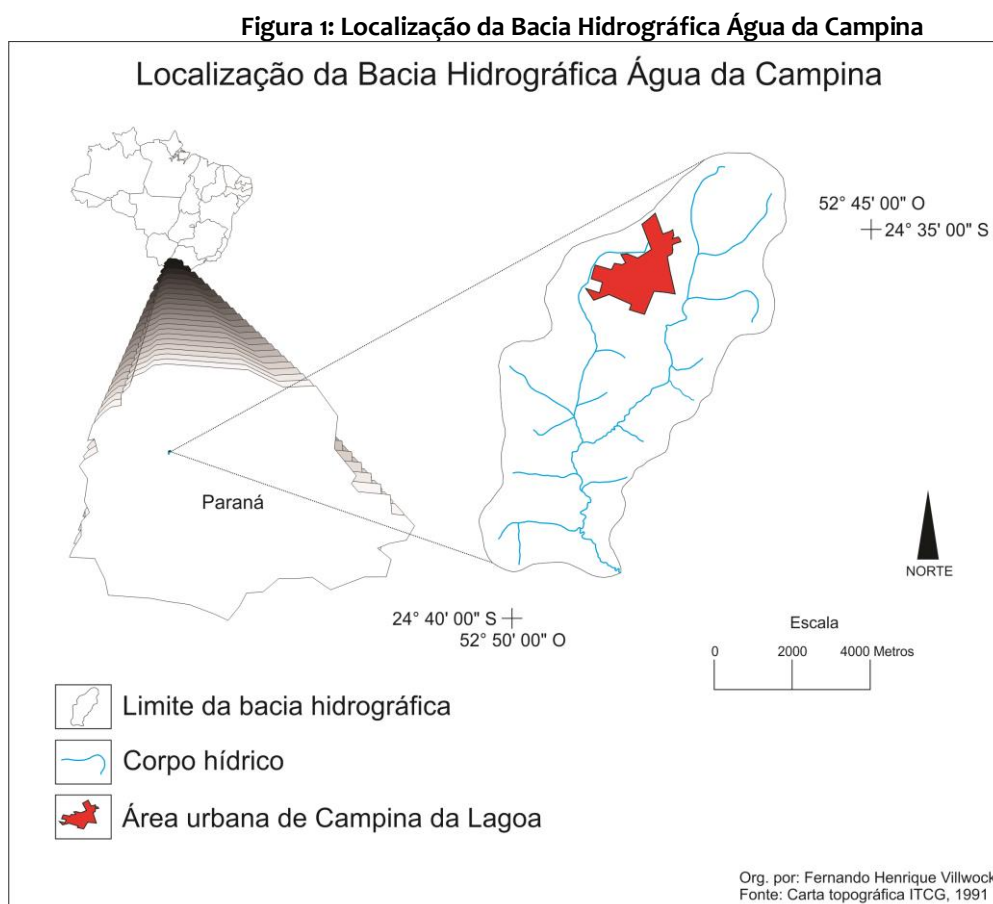 Figura 1: Localização da Bacia Hidrográfica Água da Campina
Localização da Bacia Hidrográfica Água da Campina
52° 45' 00" O
24° 35' 00" S
Paraná
NORTE
24° 40' 00" S
52° 50' 00" O
Escala
0 2000 4000 Metros
Limite da bacia hidrográfica
Corpo hídrico
Área urbana de Campina da Lagoa
Org. por: Fernando Henrique Villwock
Fonte: Carta topográfica ITCG, 1991